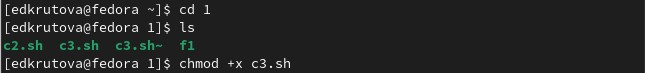 [edkrutova@fedora ~]$ cd 1
[edkrutova@fedora 1]$ ls
c2.sh  c3.sh  c3.sh~  f1
[edkrutova@fedora 1]$ chmod +x c3.sh